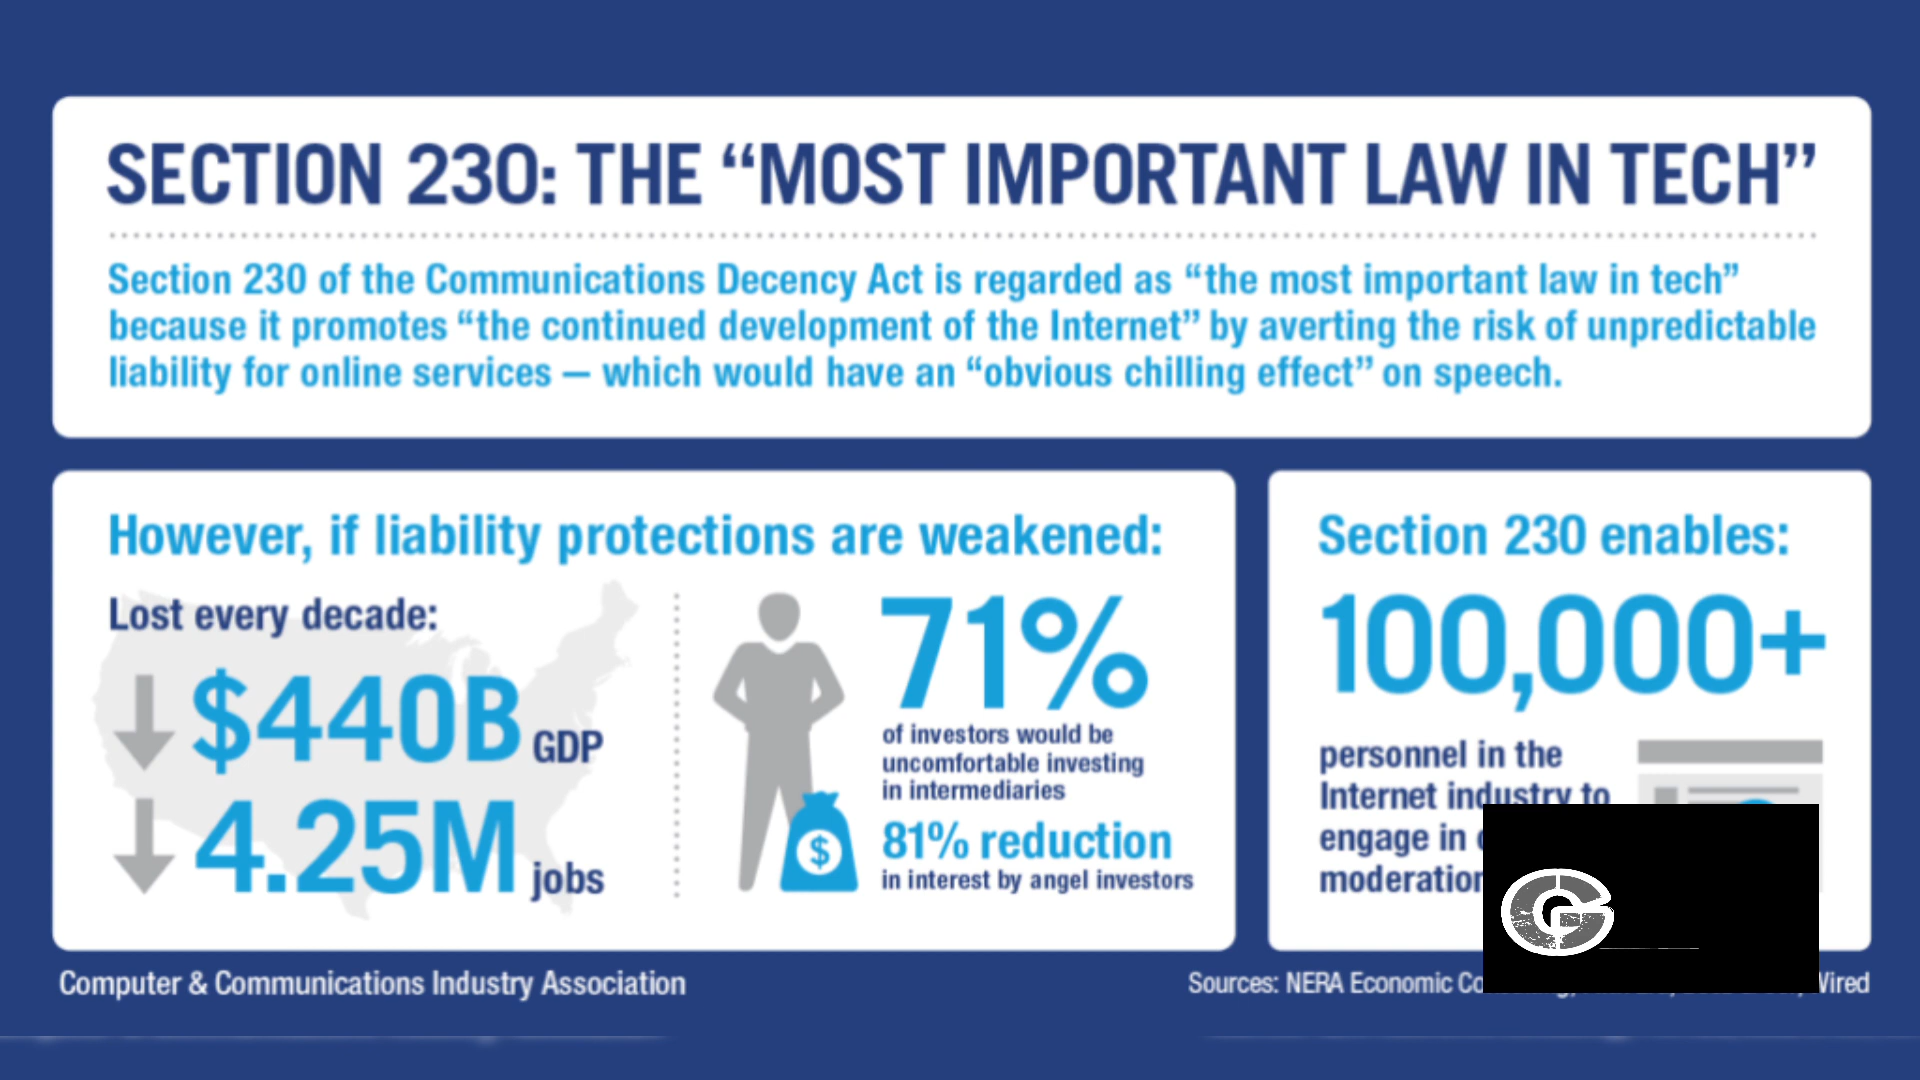 SECTION 230: THE “MOST IMPORTANT LAW IN TECH”
Section 230 of the Communications Decency Act is regarded as “the most important law in tech”
because it promotes “the continued development of the Internet” by averting the risk of unpredictable
liability for online services — which would have an “obvious chilling effect” on speech.
However, if liability protections are weakened:
Lost every decade:
$440B GDP
4.25M jobs
71%
of investors would be
uncomfortable investing
in intermediaries
$
81% reduction
in interest by angel investors
Section 230 enables:
100,000+
personnel in the
Internet industry to
engage in
Computer & Communications Industry Association
Sources: NERA Economic